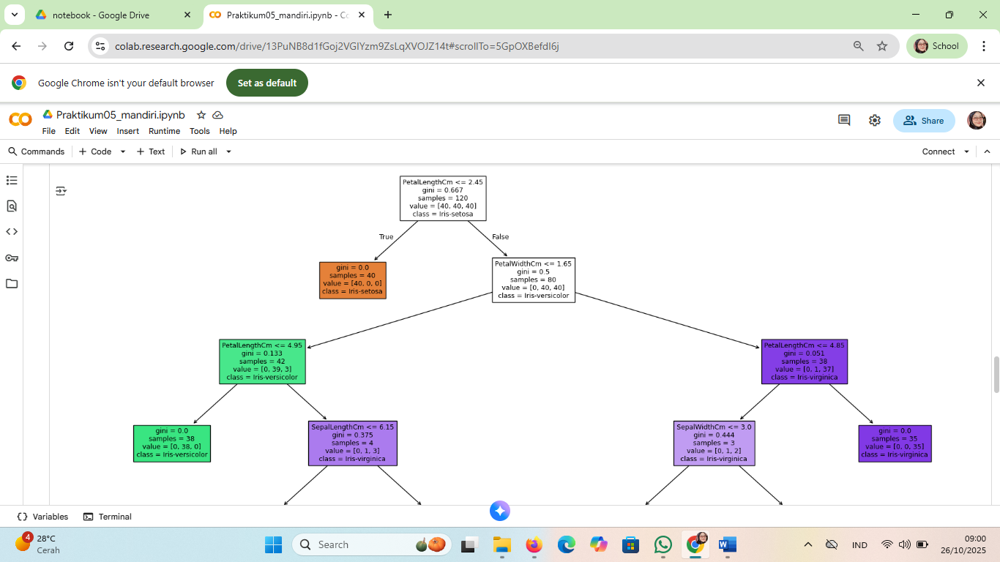 notebook - Google Drive
Praktikum05_mandiri.ipynb - Co
colab.research.google.com/drive/13PuNB8d1fGoj2VGIYzm9ZsLqXVOJZ14t#scrollTo=5GpOXBefdI6j
School
Google Chrome isn't your default browser
Set as default
Praktikum05_mandiri.ipynb
File Edit View Insert Runtime Tools Help
Share
Commands + Code + Text Run all
Connect
PetalLengthCm <= 2.45
gini = 0.667
samples = 120
value = [40, 40, 40]
class = Iris-setosa
True
False
gini = 0.0
samples = 40
value = [40, 0, 0]
class = Iris-setosa
PetalWidthCm <= 1.65
gini = 0.5
samples = 80
value = [0, 40, 40]
class = Iris-versicolor
PetalLengthCm <= 4.95
gini = 0.133
samples = 42
value = [0, 39, 3]
class = Iris-versicolor
PetalLengthCm <= 4.85
gini = 0.051
samples = 38
value = [0, 1, 37]
class = Iris-virginica
gini = 0.0
samples = 38
value = [0, 38, 0]
class = Iris-versicolor
SepalLengthCm <= 6.15
gini = 0.375
samples = 4
value = [0, 1, 3]
class = Iris-virginica
SepalWidthCm <= 3.0
gini = 0.444
samples = 3
value = [0, 1, 2]
class = Iris-virginica
gini = 0.0
samples = 35
value = [0, 0, 35]
class = Iris-virginica
Variables Terminal
4
28°C
Cerah
Search
IND
09:00
26/10/2025